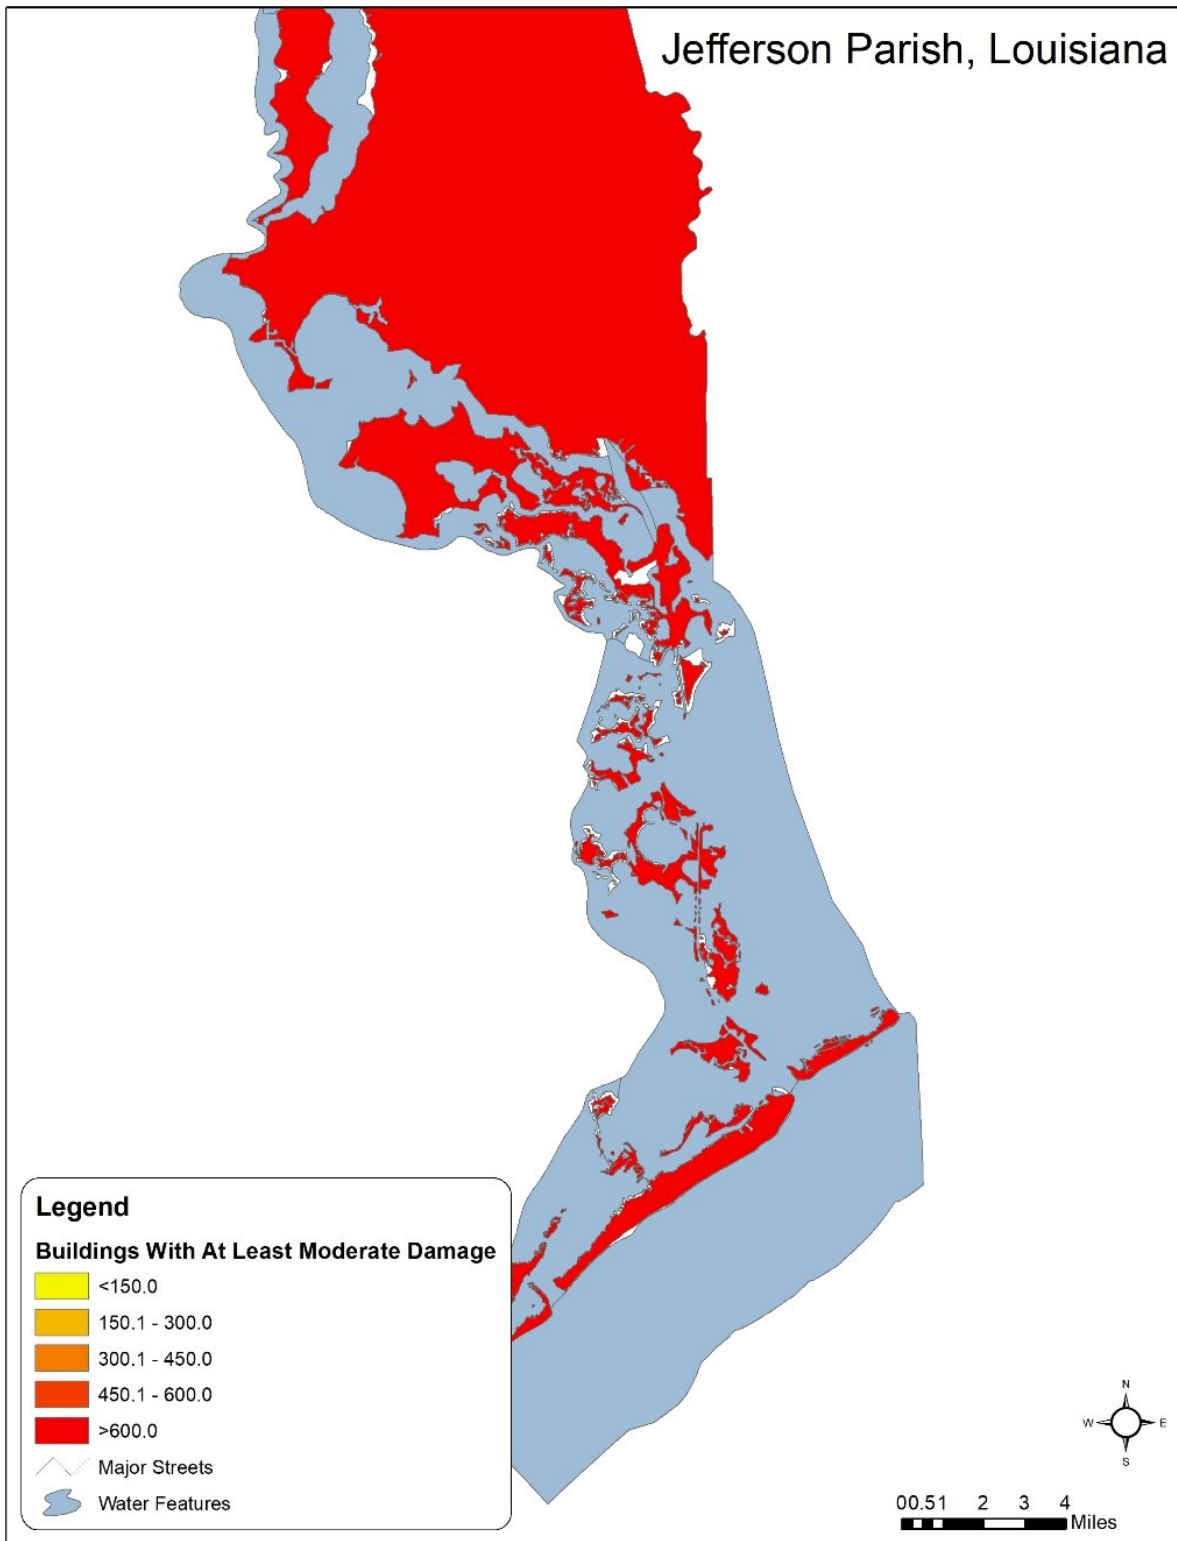 Jefferson Parish, Louisiana
Legend
Buildings With At Least Moderate Damage
<150.0
150.1 - 300.0
300.1 - 450.0
450.1 - 600.0
>600.0
Major Streets
Water Features
N
W E
S
00.51 2 3 4
Miles